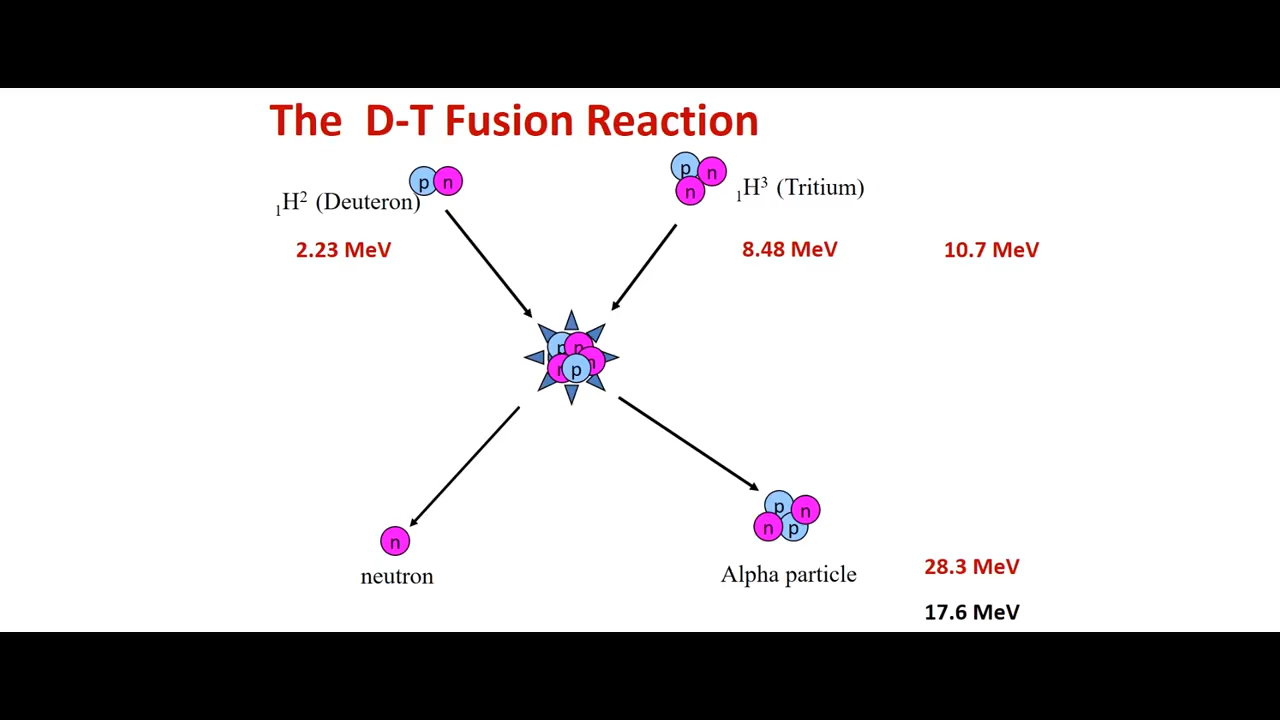 The D-T Fusion Reaction
p n
p n
n
₁H² (Deuteron)
₁H³ (Tritium)
2.23 MeV
8.48 MeV
10.7 MeV
p n
n p n
n
p n
n p
neutron
Alpha particle
28.3 MeV
17.6 MeV